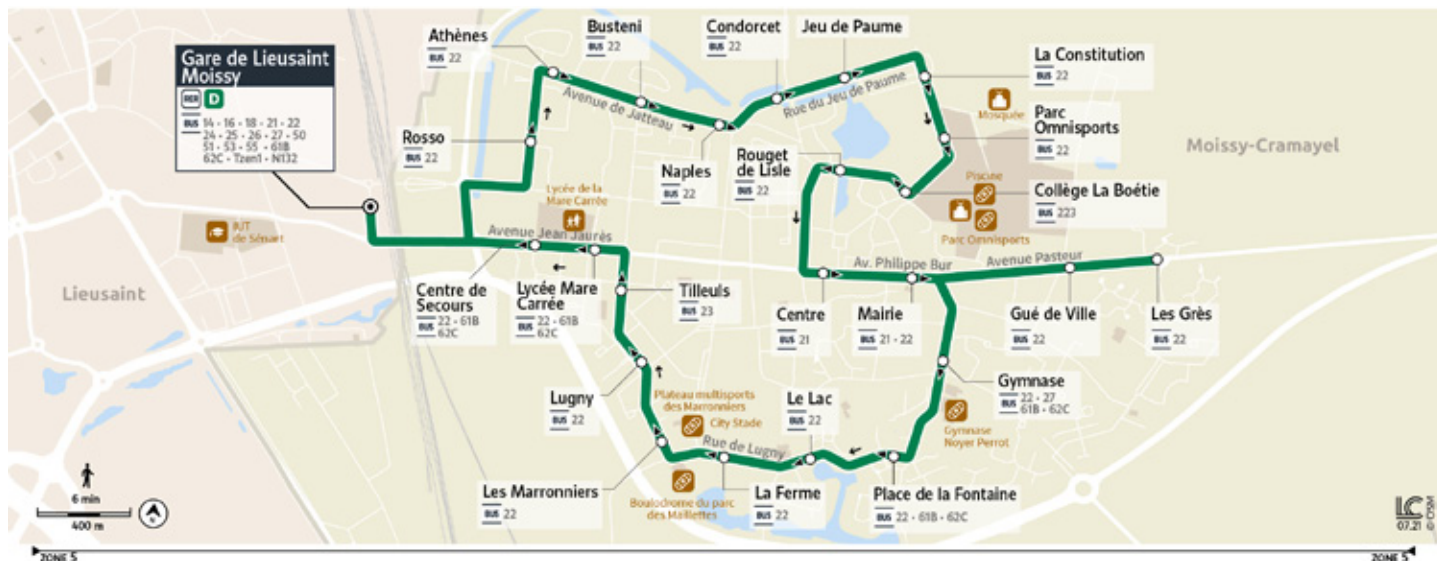 Gare de Lieusaint
Moissy
RER D
BUS 14 - 16 - 18 - 21 - 22
24 - 25 - 26 - 27 - 50
51 - 53 - 55 - 61B
62C - Tzen1 - N132
Athènes
BUS 22
Busteni
BUS 22
Condorcet
BUS 22
Jeu de Paume
La Constitution
BUS 22
Mosquée
Parc
Omnisports
BUS 22
Moissy-Cramayel
Avenue de Jatteau
Rue du Jeu de Paume
Rosso
BUS 22
Naples
BUS 22
Rouget
de Lisle
BUS 22
Piscine
Parc Omnisports
Collège La Boétie
BUS 223
Lycée de la
Mare Carrée
IUT
de Sénart
Avenue Jean Jaurès
Av. Philippe Bur
Avenue Pasteur
Lieusaint
Centre de
Secours
BUS 22 - 61B
62C
Lycée Mare
Carrée
BUS 22 - 61B
62C
Tilleuls
BUS 23
Centre
BUS 21
Mairie
BUS 21 - 22
Gué de Ville
BUS 22
Les Grès
BUS 22
Lugny
BUS 22
Plateau multisports
des Marronniers
City Stade
Le Lac
BUS 22
Gymnase
BUS 22 - 27
61B - 62C
Gymnase
Noyer Perrot
Rue de Lugny
Les Marronniers
BUS 22
Boulodrome du parc
des Maillettes
La Ferme
BUS 22
Place de la Fontaine
BUS 22 - 61B - 62C
6 min
400 m
N
LC
07.21
© OSM
ZONE 5
ZONE 5